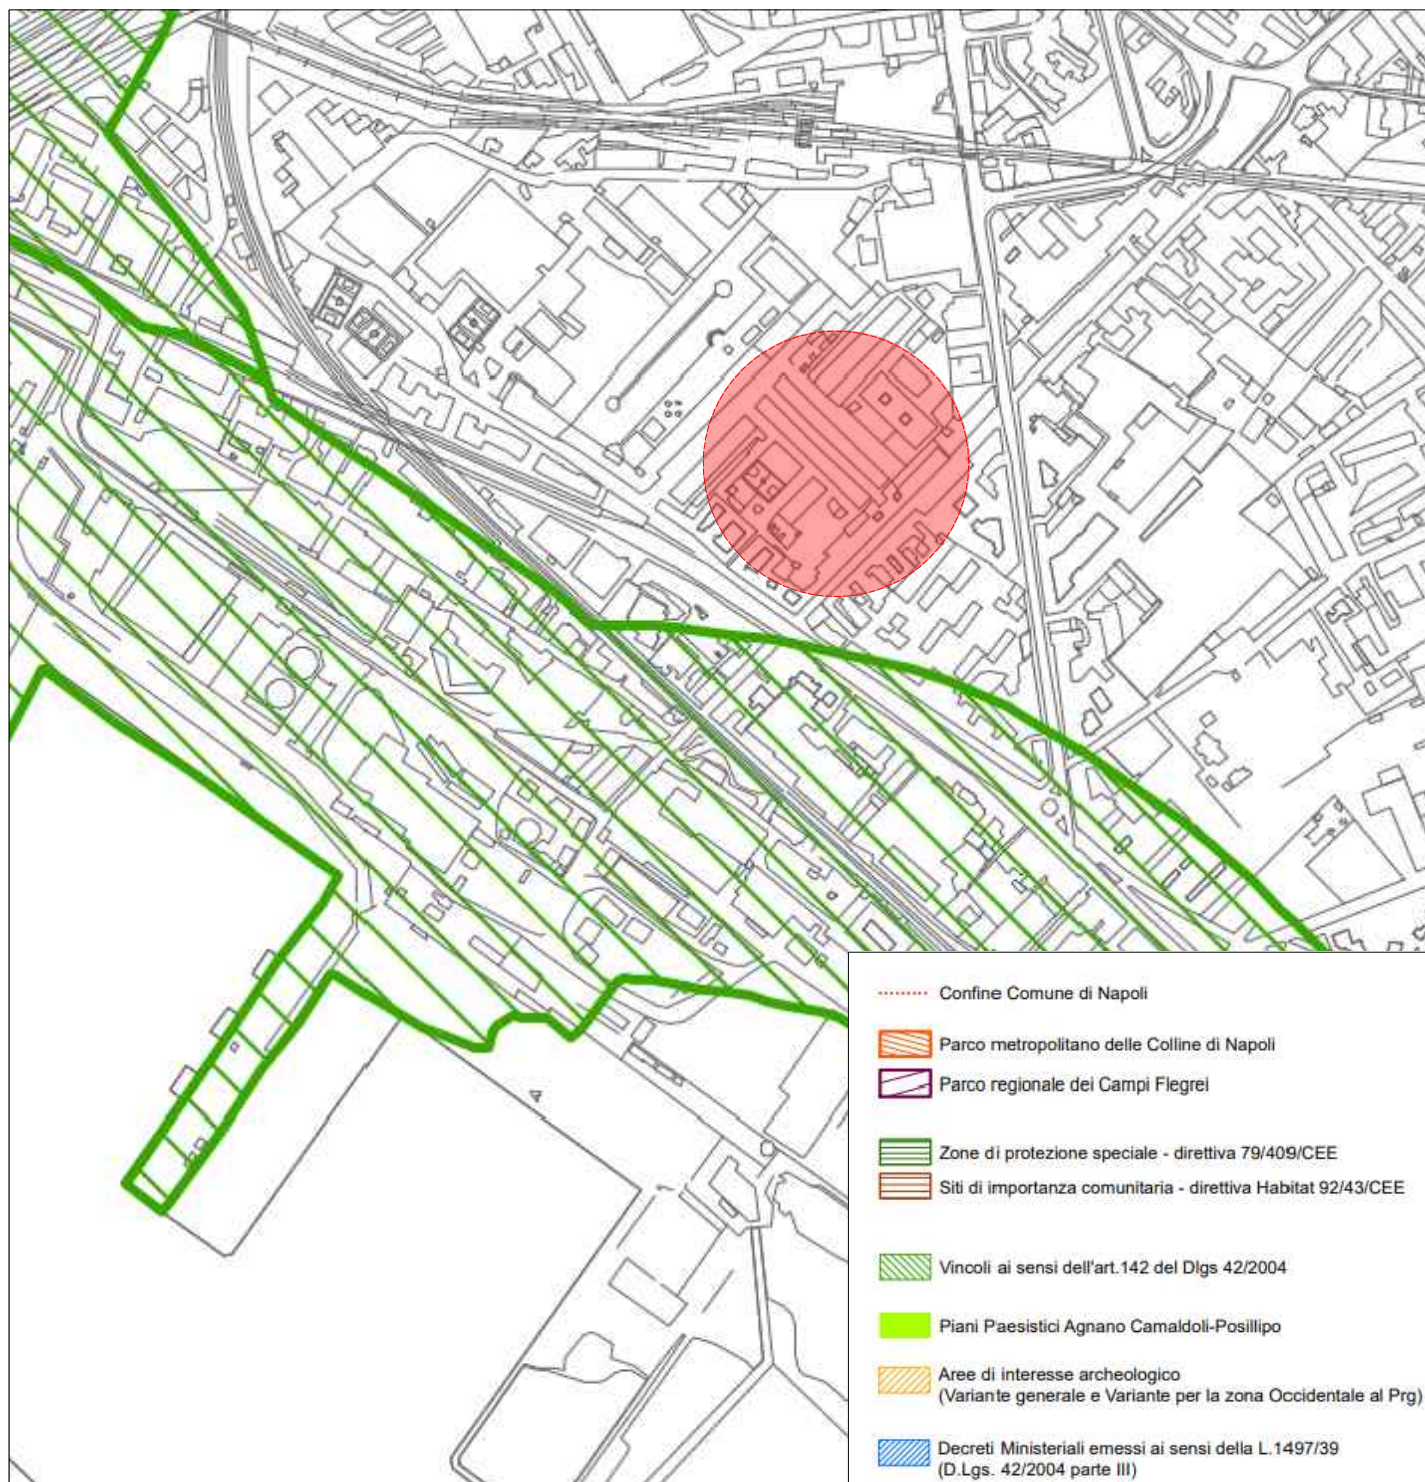 Confine Comune di Napoli
Parco metropolitano delle Colline di Napoli
Parco regionale dei Campi Flegrei
Zone di protezione speciale - direttiva 79/409/CEE
Siti di importanza comunitaria - direttiva Habitat 92/43/CEE
Vincoli ai sensi dell'art.142 del Dlgs 42/2004
Piani Paesistici Agnano Camaldoli-Posillipo
Aree di interesse archeologico
(Variante generale e Variante per la zona Occidentale al Prg)
Decreti Ministeriali emessi ai sensi della L.1497/39
(D.Lgs. 42/2004 parte III)